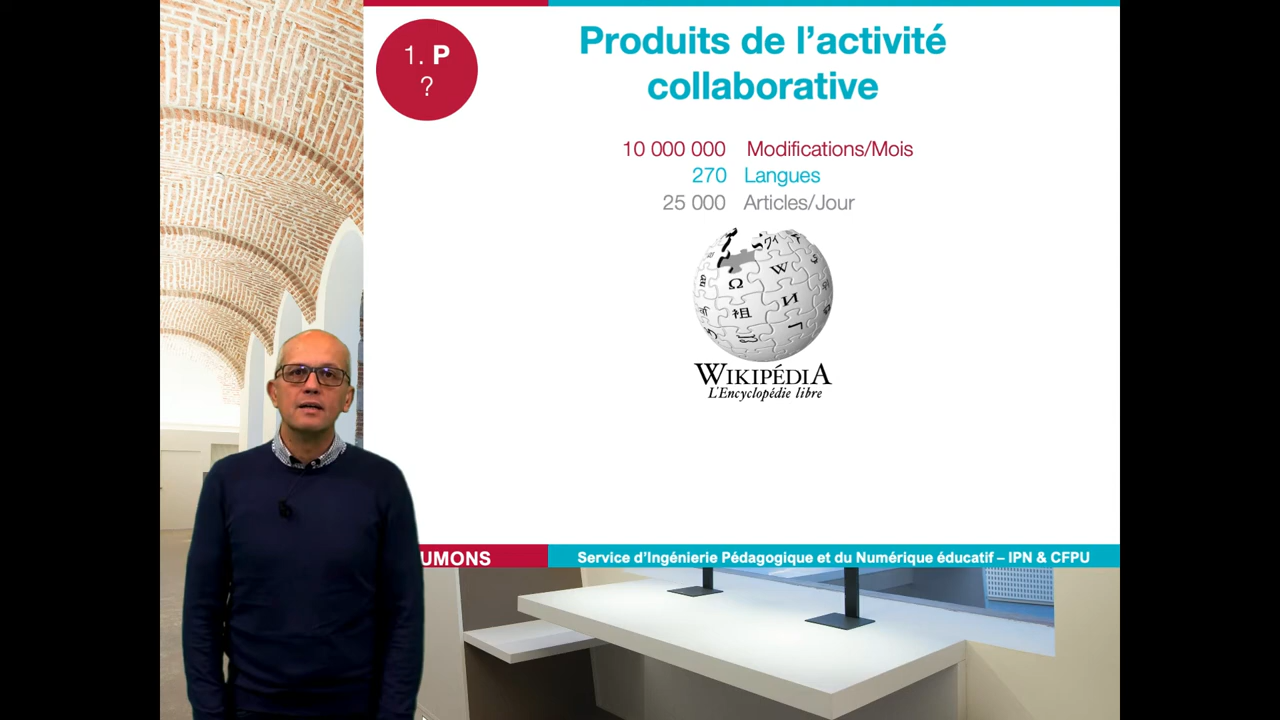 1. P
?
Produits de l'activité
collaborative
10 000 000 Modifications/Mois
270 Langues
25 000 Articles/Jour
Ω W И 祖
WIKIPÉDIA
L'Encyclopédie libre
UMONS
Service d'Ingénierie Pédagogique et du Numérique éducatif – IPN & CFPU